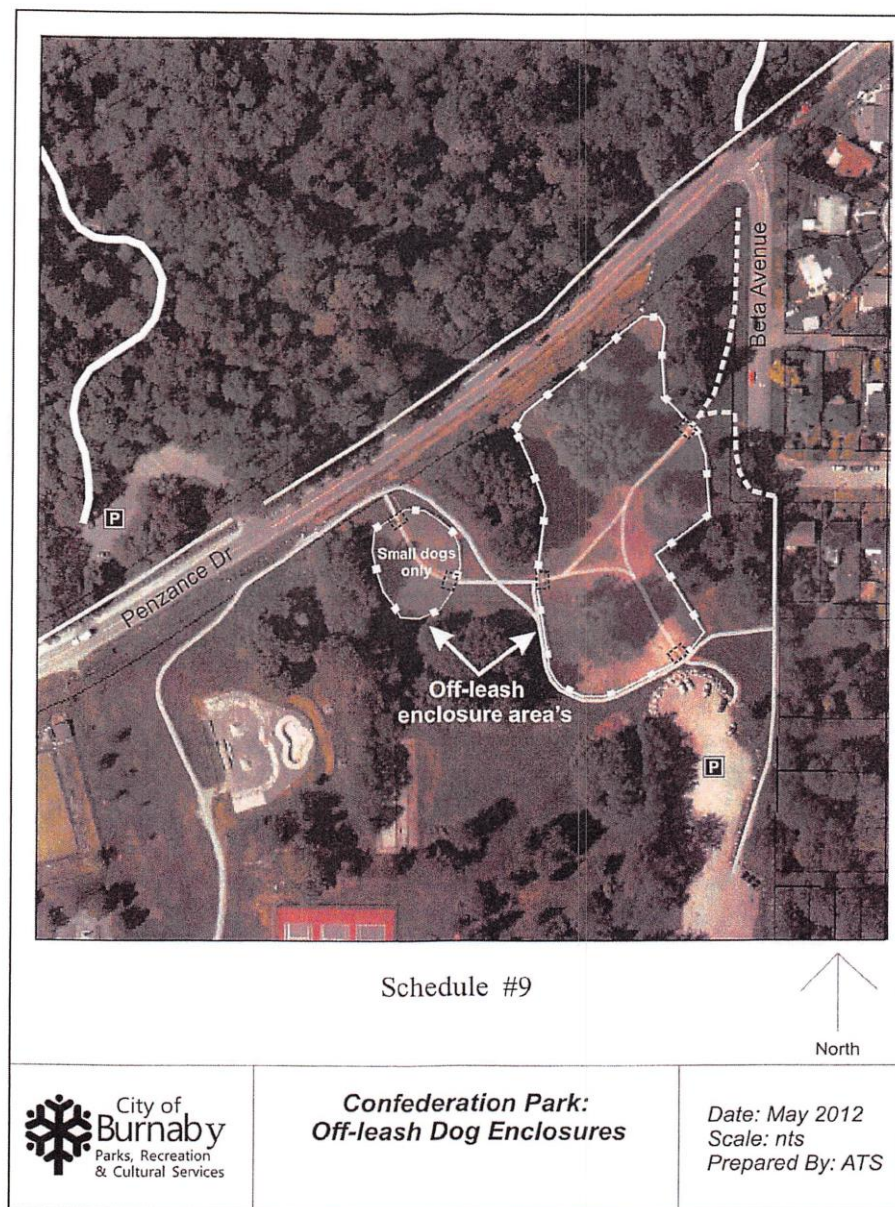 Beta Avenue
P
Small dogs
only
Penzance Dr
Off-leash
enclosure area's
P
Schedule #9
North
City of
Burnaby
Parks, Recreation
& Cultural Services
Confederation Park:
Off-leash Dog Enclosures
Date: May 2012
Scale: nts
Prepared By: ATS